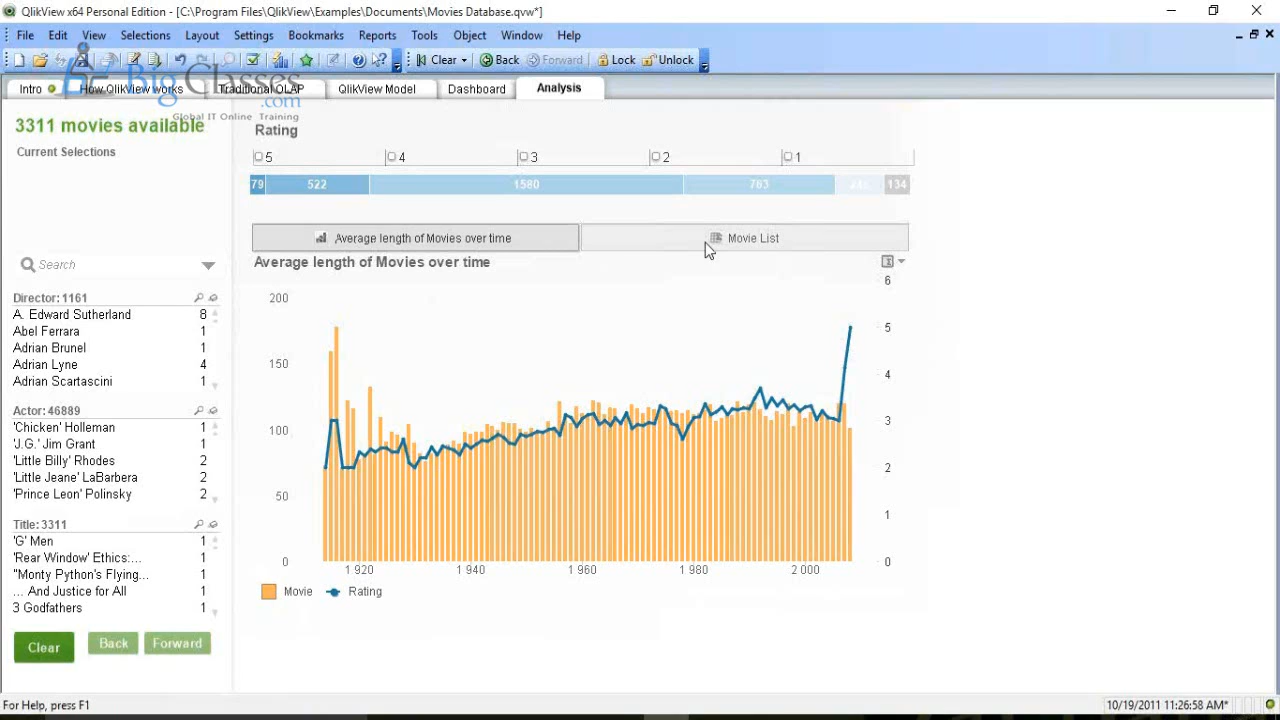 QlikView x64 Personal Edition - [C:\Program Files\QlikView\Examples\Documents\Movies Database.qvw*]
File Edit View Selections Layout Settings Bookmarks Reports Tools Object Window Help
Clear Back Forward Lock Unlock
BigClasses
.com
Global IT Online Training
Intro How QlikView works Traditional OLAP QlikView Model Dashboard Analysis
3311 movies available
Current Selections
Rating
5 4 3 2 1
79 522 1580 763 134
Average length of Movies over time Movie List
Average length of Movies over time
Search
Director: 1161
A. Edward Sutherland 8
Abel Ferrara 1
Adrian Brunel 1
Adrian Lyne 4
Adrian Scartascini 1
Actor: 46889
'Chicken' Holleman 1
'J.G.' Jim Grant 1
'Little Billy' Rhodes 2
'Little Jeane' LaBarbera 2
'Prince Leon' Polinsky 2
Title: 3311
'G' Men 1
'Rear Window' Ethics:... 1
"Monty Python's Flying... 1
... And Justice for All 1
3 Godfathers 1
Clear Back Forward
200
150
100
50
0
6
5
4
3
2
1
0
1 920 1 940 1 960 1 980 2 000
Movie Rating
For Help, press F1
10/19/2011 11:26:58 AM*